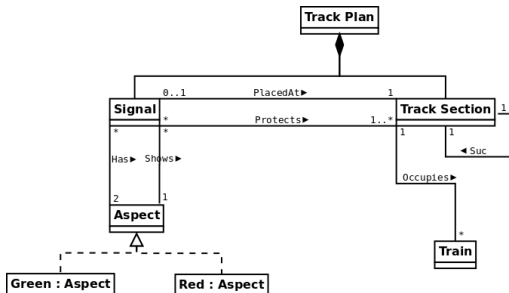 Track Plan
0..1 PlacedAt ▶ 1
Signal Track Section 1
* * Protects ▶ 1..* 1 1
◀ Suc
Has▶ Shows▶
Occupies ▶
2 1
Aspect *
Train
Green : Aspect Red : Aspect